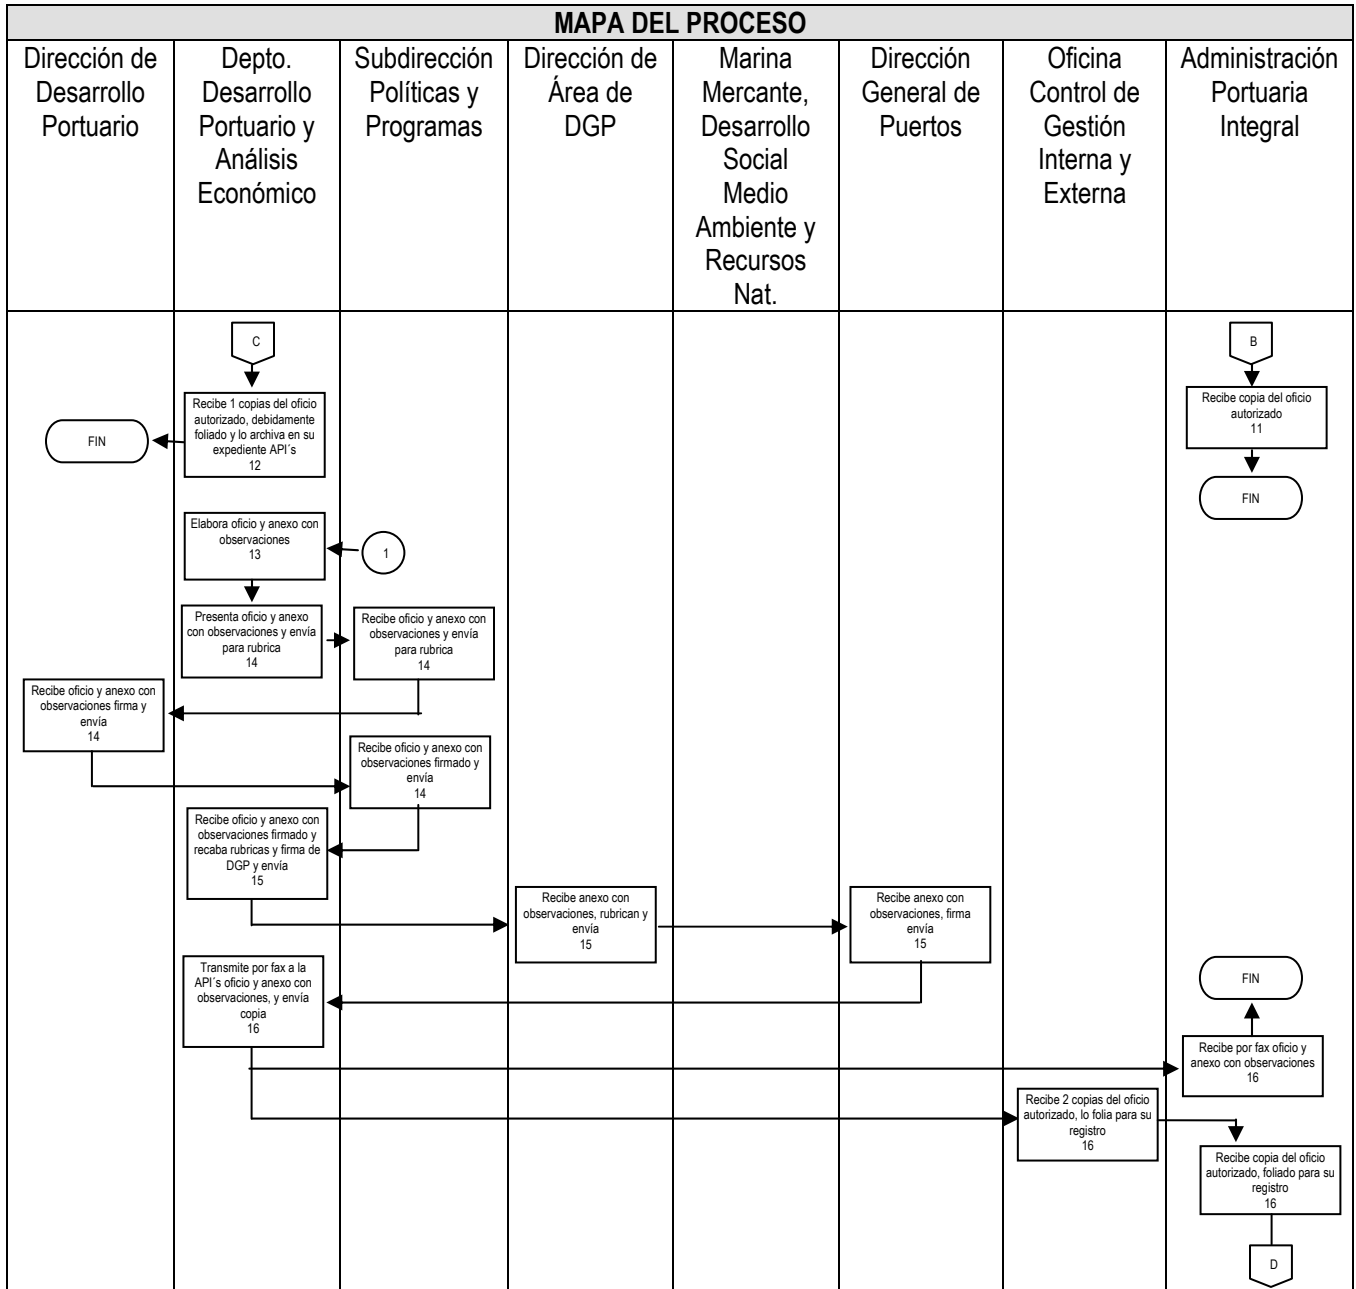 MAPA DEL PROCESO
Dirección de
Desarrollo
Portuario
Depto.
Desarrollo
Portuario y
Análisis
Económico
Subdirección
Políticas y
Programas
Dirección de
Área de
DGP
Marina
Mercante,
Desarrollo
Social
Medio
Ambiente y
Recursos
Nat.
Dirección
General de
Puertos
Oficina
Control de
Gestión
Interna y
Externa
Administración
Portuaria
Integral
C
B
Recibe 1 copias del oficio
autorizado, debidamente
foliado y lo archiva en su
expediente API´s
12
FIN
Recibe copia del oficio
autorizado
11
FIN
Elabora oficio y anexo con
observaciones
13
1
Presenta oficio y anexo
con observaciones y envía
para rubrica
14
Recibe oficio y anexo con
observaciones y envía
para rubrica
14
Recibe oficio y anexo con
observaciones firma y
envía
14
Recibe oficio y anexo con
observaciones firmado y
envía
14
Recibe oficio y anexo con
observaciones firmado y
recaba rubricas y firma de
DGP y envía
15
Recibe anexo con
observaciones, rubrican y
envía
15
Recibe anexo con
observaciones, firma
envía
15
Transmite por fax a la
API´s oficio y anexo con
observaciones, y envía
copia
16
FIN
Recibe por fax oficio y
anexo con observaciones
16
Recibe 2 copias del oficio
autorizado, lo folia para su
registro
16
Recibe copia del oficio
autorizado, foliado para su
registro
16
D